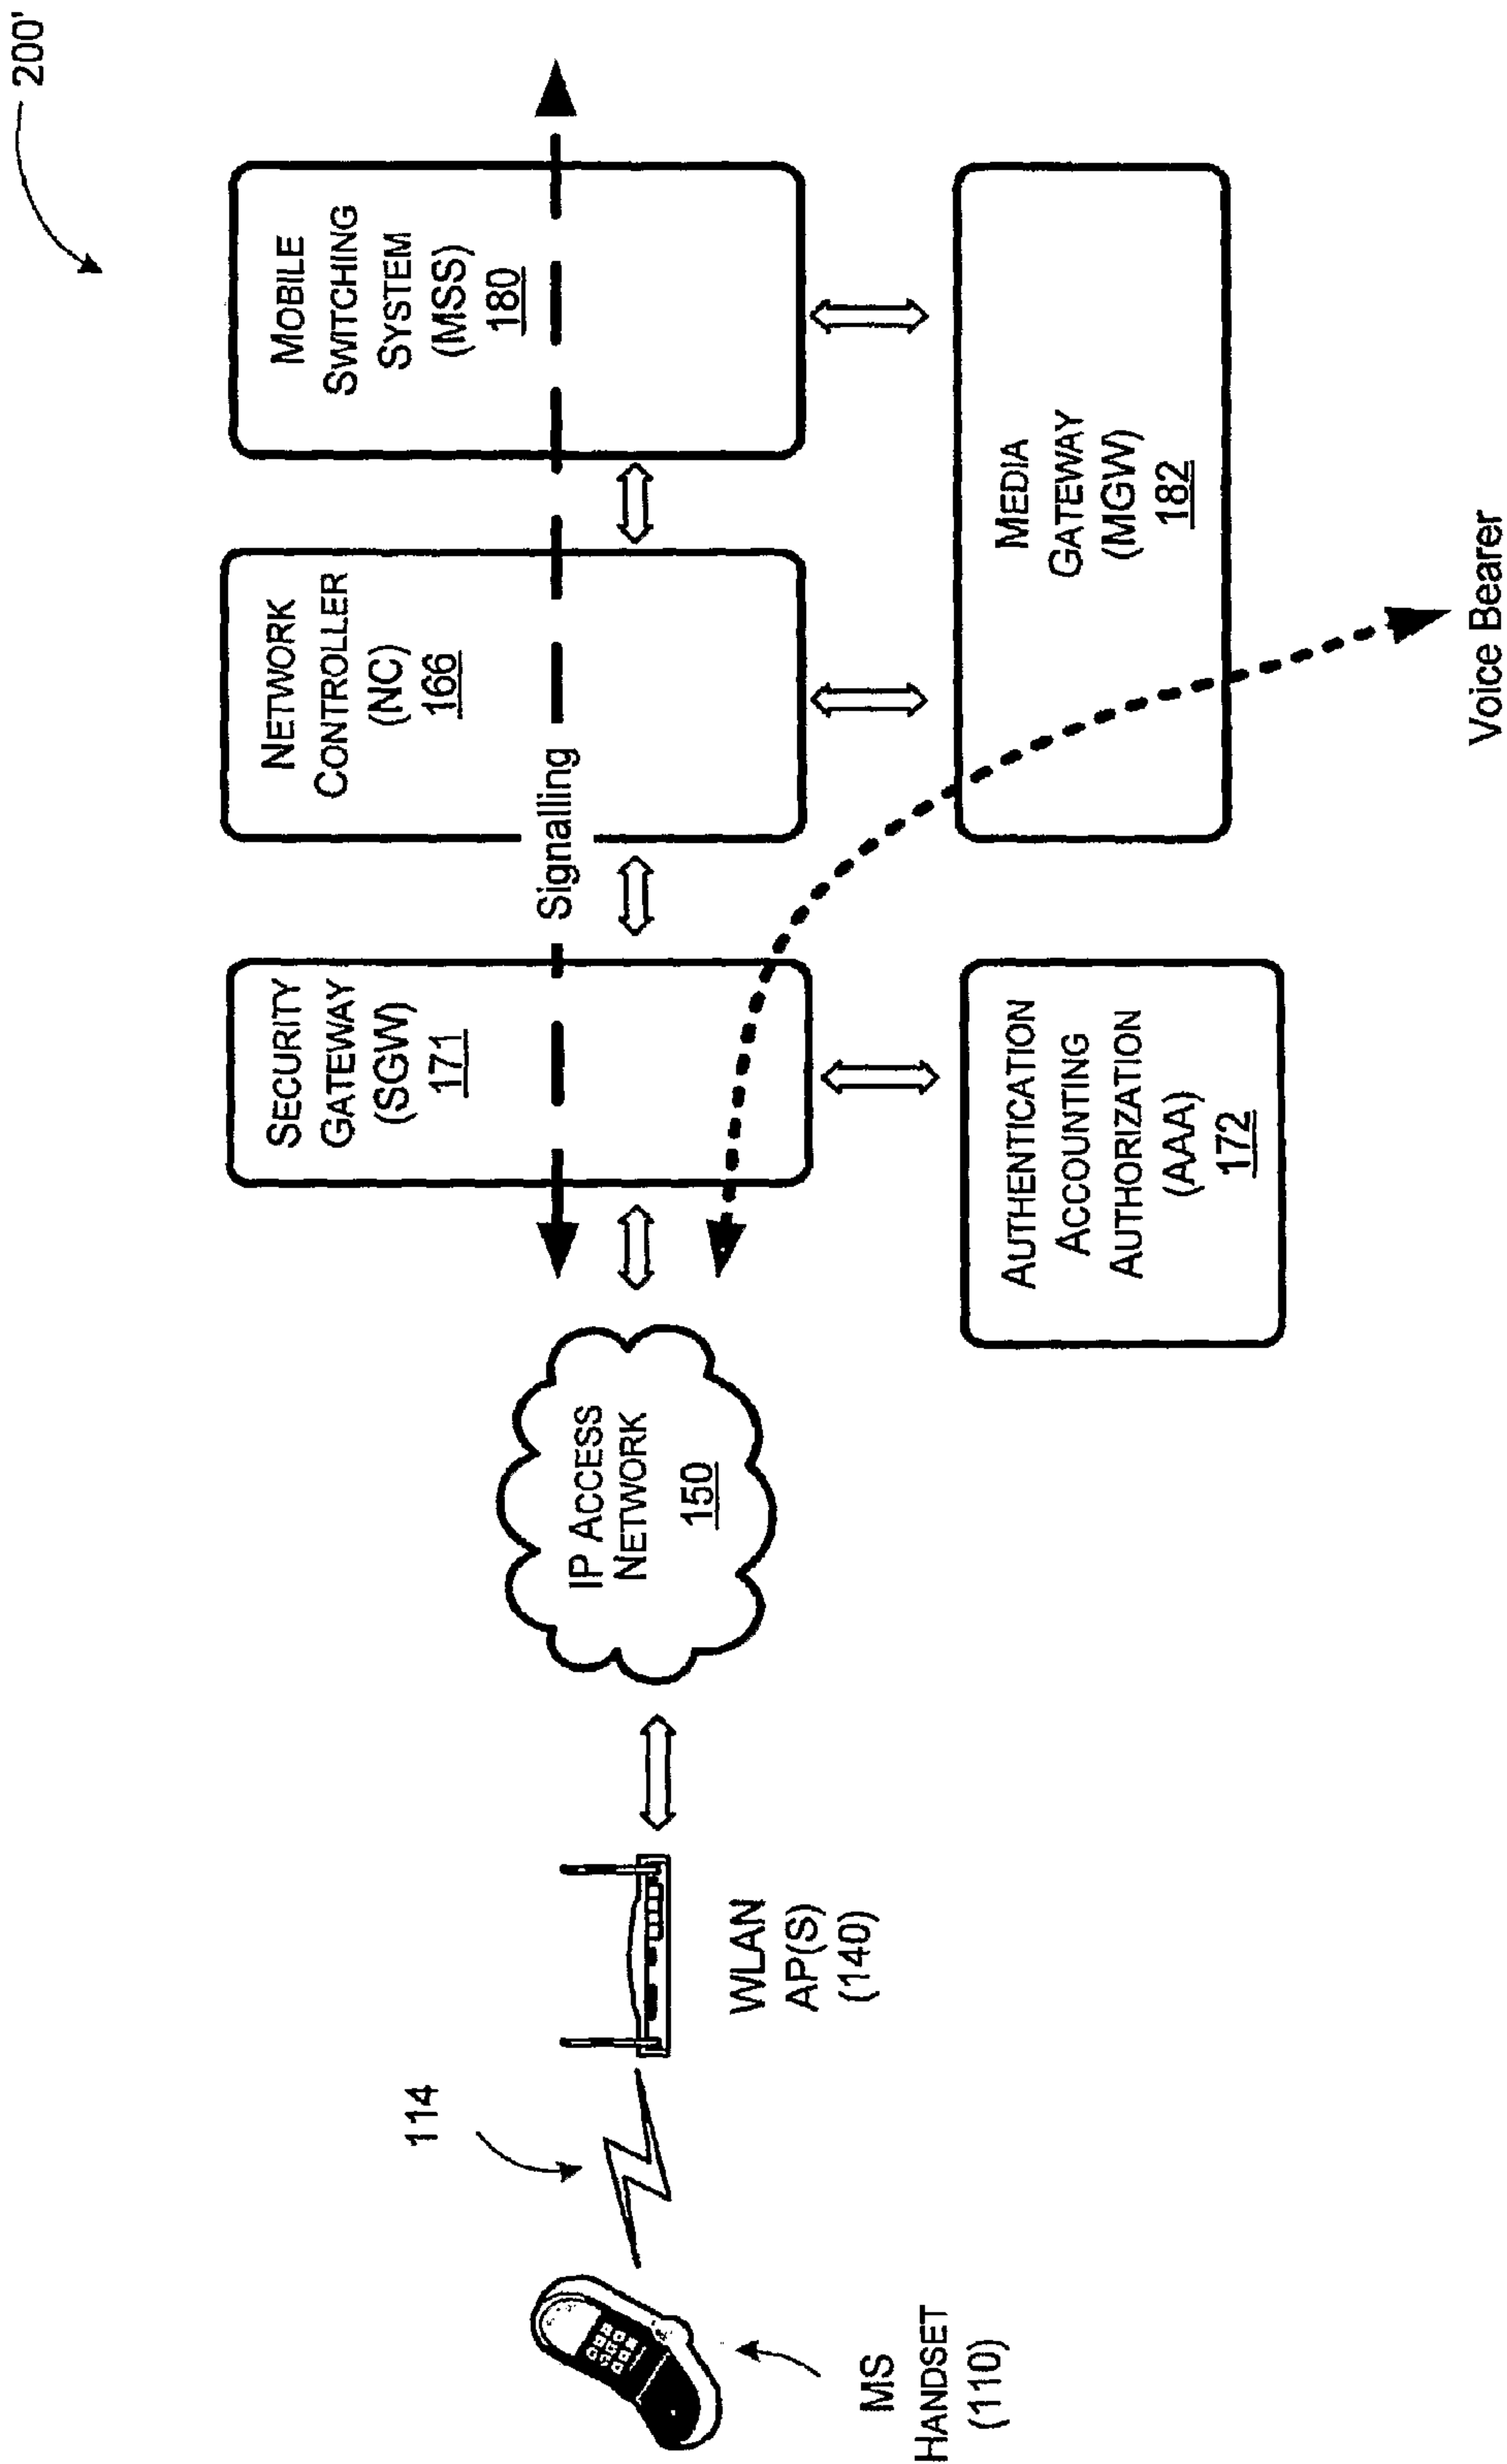 200'
MOBILE
SWITCHING
SYSTEM
(MSS)
180
NETWORK
CONTROLLER
(NC)
166
SECURITY
GATEWAY
(SGW)
171
Signalling
MEDIA
GATEWAY
(MGW)
182
AUTHENTICATION
ACCOUNTING
AUTHORIZATION
(AAA)
172
Voice Bearer
IP ACCESS
NETWORK
150
114
WLAN
AP(S)
(140)
MS
HANDSET
(110)